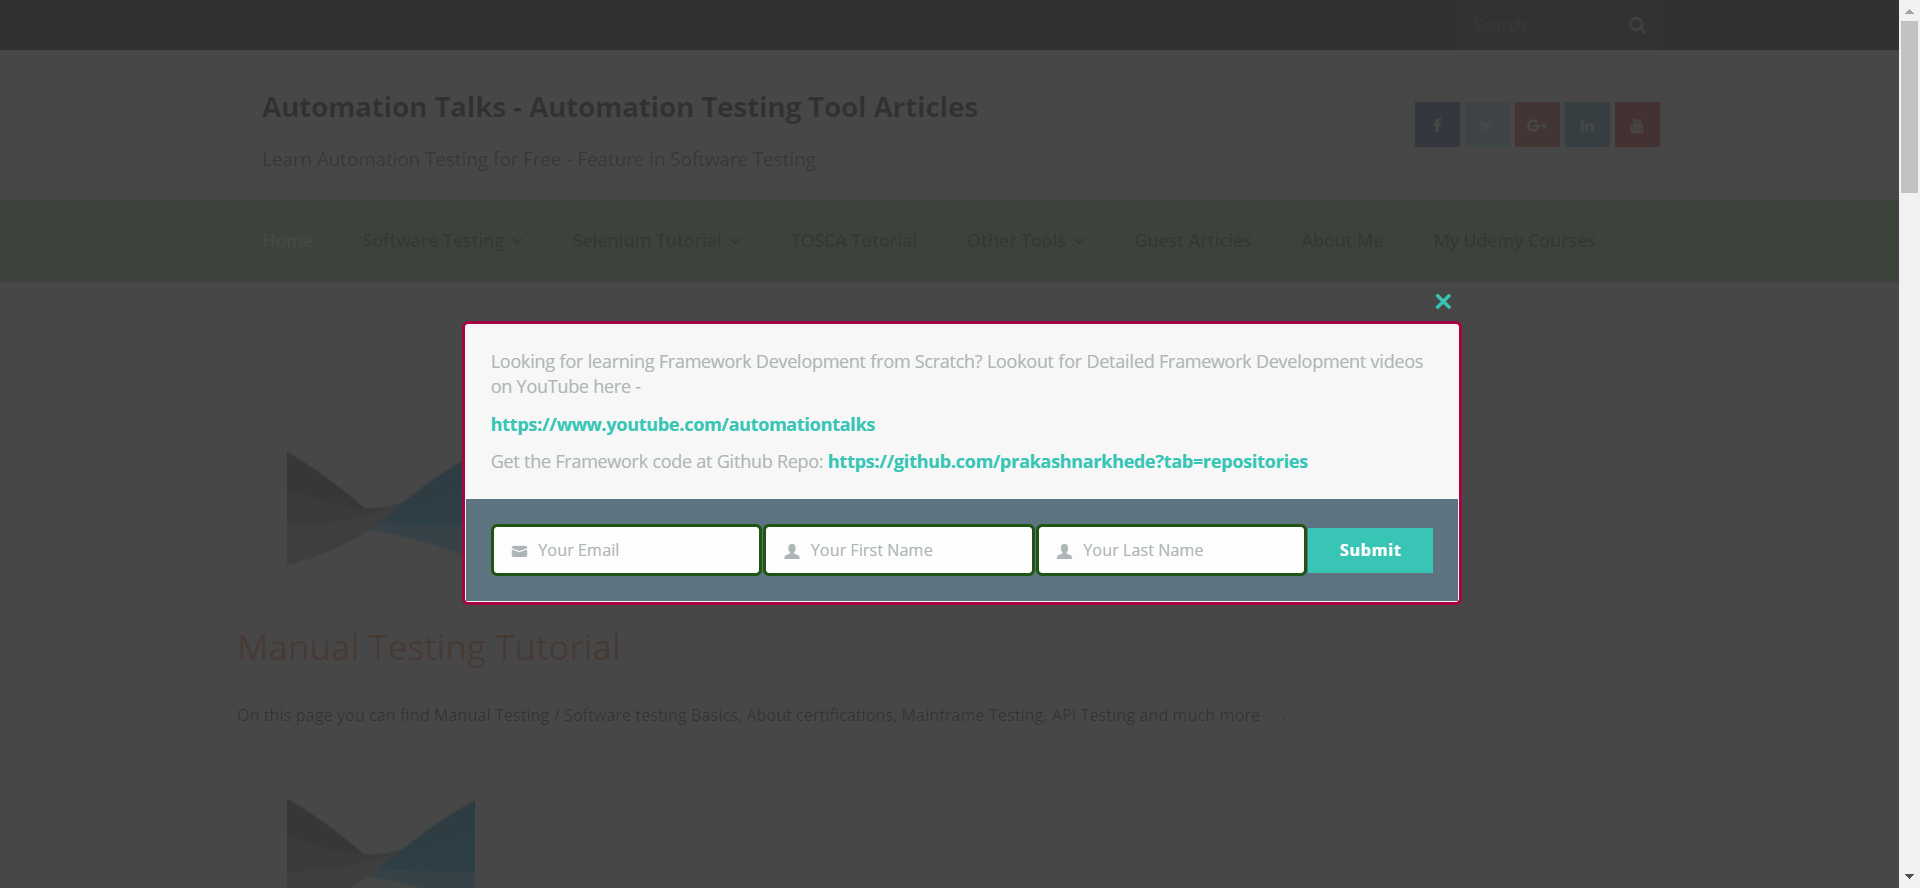 Search
Automation Talks - Automation Testing Tool Articles
Learn Automation Testing for Free - Feature in Software Testing
Home Software Testing Selenium Tutorial TOSCA Tutorial Other Tools Guest Articles About Me My Udemy Courses
Looking for learning Framework Development from Scratch? Lookout for Detailed Framework Development videos
on YouTube here -
https://www.youtube.com/automationtalks
Get the Framework code at Github Repo: https://github.com/prakashnarkhede?tab=repositories
Your Email Your First Name Your Last Name Submit
Manual Testing Tutorial
On this page you can find Manual Testing / Software testing Basics, About certifications, Mainframe Testing, API Testing and much more . . .